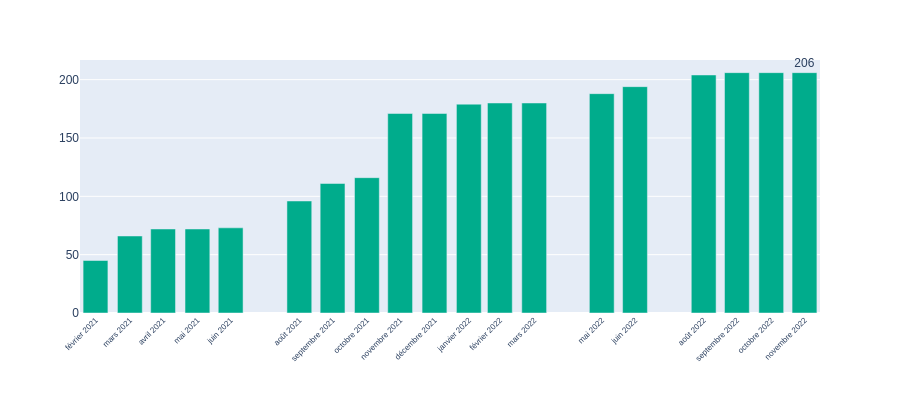 206
200
150
100
50
0
février 2021
mars 2021
avril 2021
mai 2021
juin 2021
août 2021
septembre 2021
octobre 2021
novembre 2021
décembre 2021
janvier 2022
février 2022
mars 2022
mai 2022
juin 2022
août 2022
septembre 2022
octobre 2022
novembre 2022